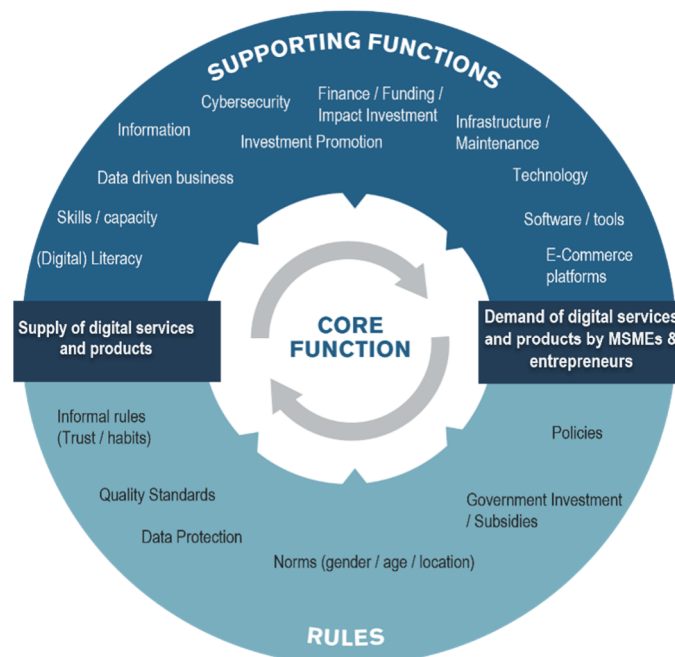 SUPPORTING FUNCTIONS
Cybersecurity
Finance / Funding /
Impact Investment
Information
Investment Promotion
Infrastructure /
Maintenance
Data driven business
Technology
Skills / capacity
Software / tools
(Digital) Literacy
E-Commerce
platforms
Supply of digital services
and products
CORE
FUNCTION
Demand of digital services
and products by MSMEs &
entrepreneurs
Informal rules
(Trust / habits)
Policies
Quality Standards
Government Investment
/ Subsidies
Data Protection
Norms (gender / age / location)
RULES